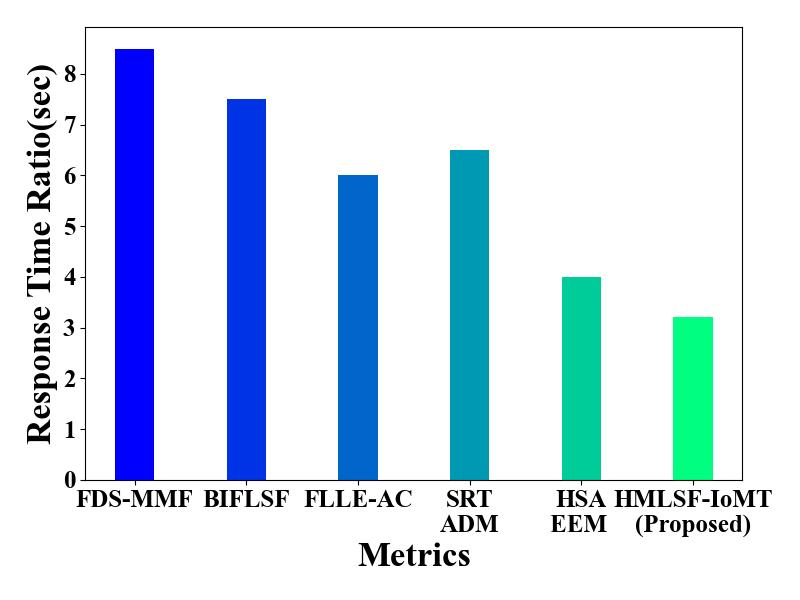 Response Time Ratio(sec)
8
7
6
5
4
3
2
1
0
FDS-MMF BIFLSF FLLE-AC SRT HSA HMLSF-IoMT
ADM EEM (Proposed)
Metrics